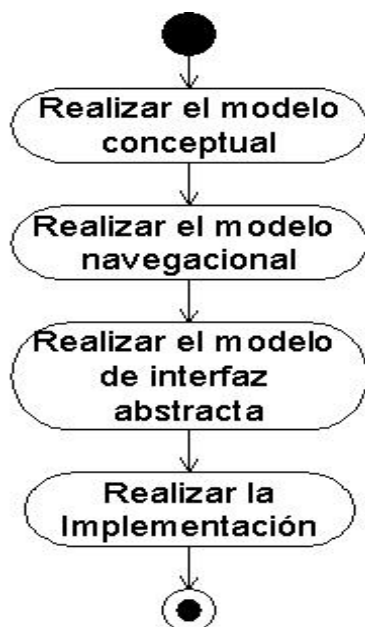 Realizar el modelo
conceptual
Realizar el modelo
navegacional
Realizar el modelo
de interfaz
abstracta
Realizar la
Implementación